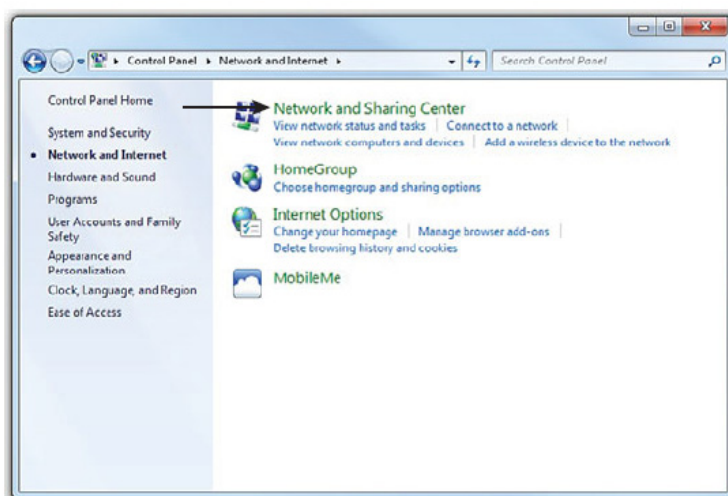 Control Panel Network and Internet Search Control Panel
Control Panel Home
System and Security
Network and Internet
Hardware and Sound
Programs
User Accounts and Family
Safety
Appearance and
Personalization
Clock, Language, and Region
Ease of Access
Network and Sharing Center
View network status and tasks Connect to a network
View network computers and devices Add a wireless device to the network
HomeGroup
Choose homegroup and sharing options
Internet Options
Change your homepage Manage browser add-ons
Delete browsing history and cookies
MobileMe